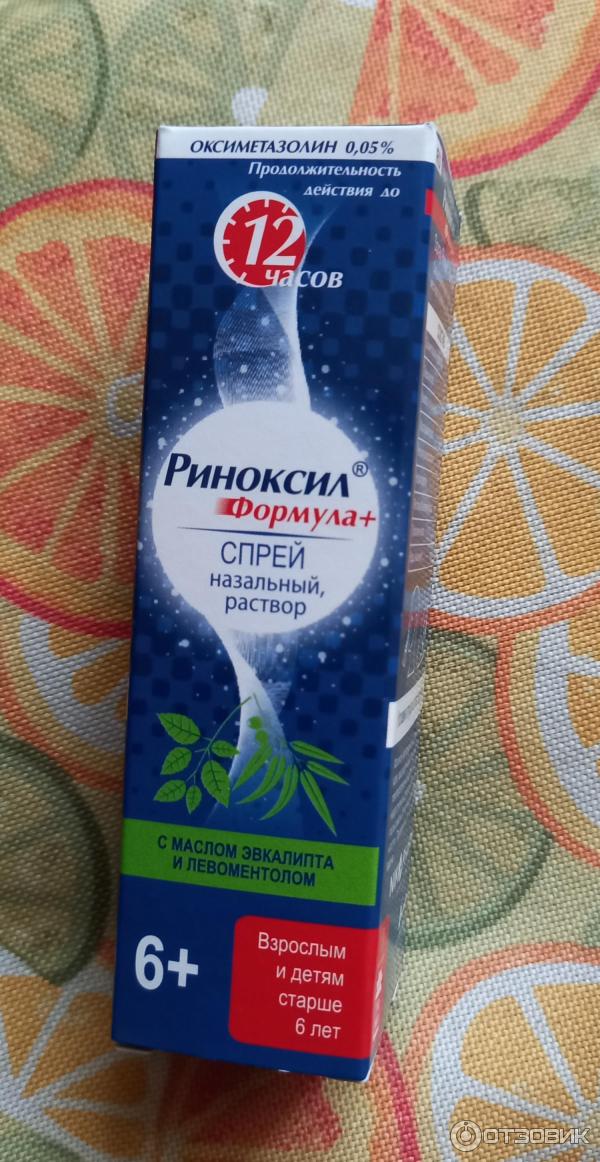 ОКСИМЕТАЗОЛИН 0,05%
Продолжительность
действия до
12
часов
Риноксил®
Формула+
СПРЕЙ
назальный,
раствор
С МАСЛОМ ЭВКАЛИПТА
И ЛЕВОМЕНТОЛОМ
6+
Взрослым
и детям
старше
6 лет
ОТЗОВИК